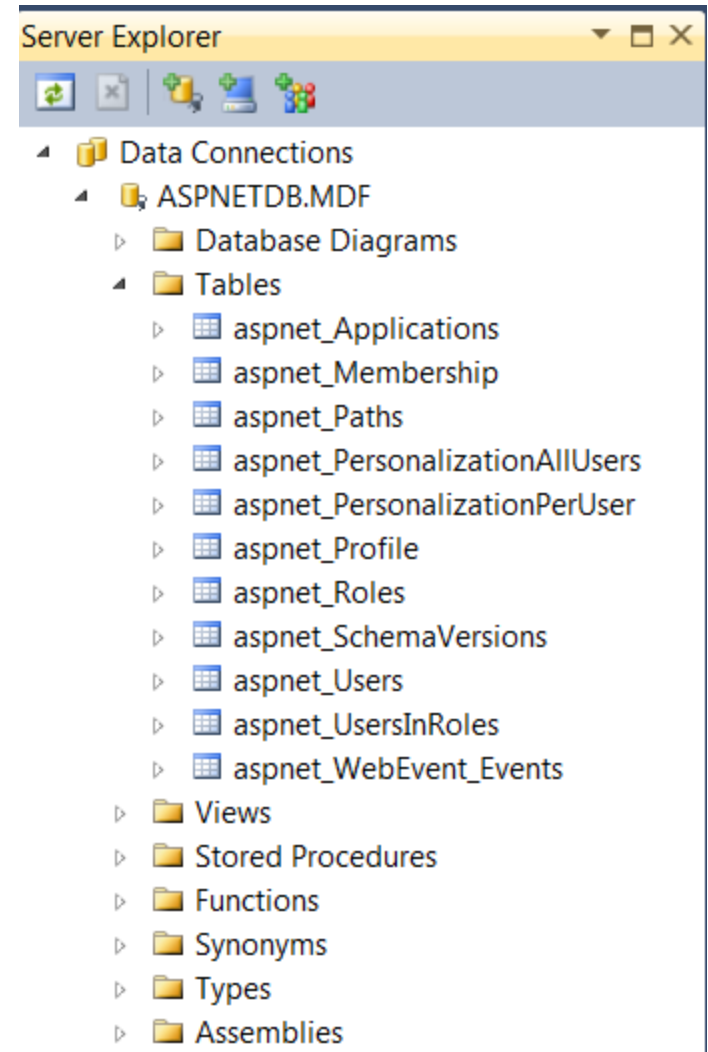 Server Explorer
Data Connections
ASPNETDB.MDF
Database Diagrams
Tables
aspnet_Applications
aspnet_Membership
aspnet_Paths
aspnet_PersonalizationAllUsers
aspnet_PersonalizationPerUser
aspnet_Profile
aspnet_Roles
aspnet_SchemaVersions
aspnet_Users
aspnet_UsersInRoles
aspnet_WebEvent_Events
Views
Stored Procedures
Functions
Synonyms
Types
Assemblies